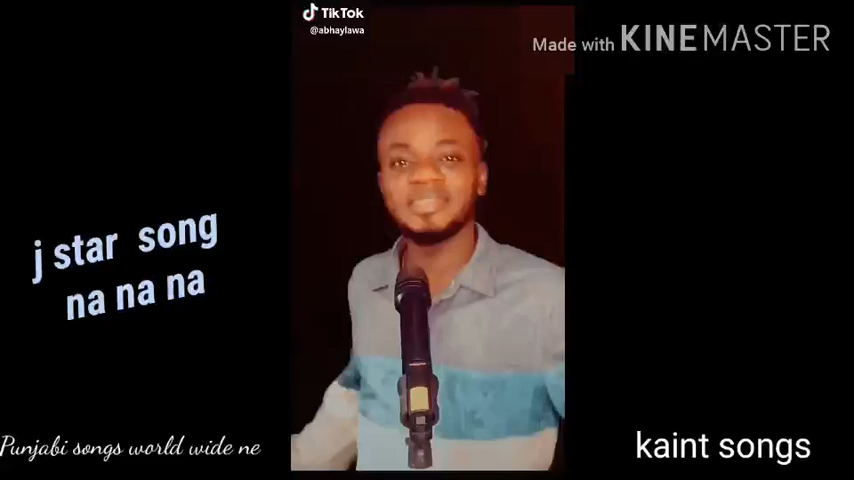 TikTok
@abhaylawa
Made with KINEMASTER
j star song
na na na
Punjabi songs world wide ne
kaint songs